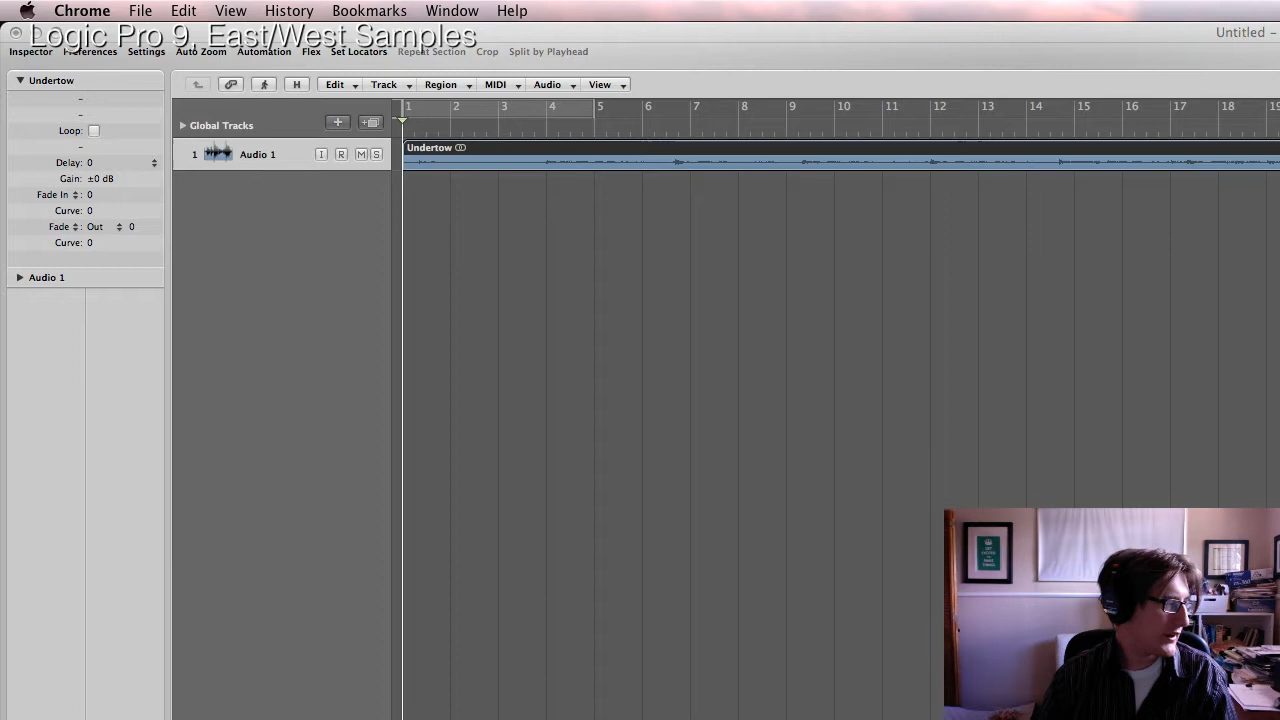 Chrome File Edit View History Bookmarks Window Help
Logic Pro 9, East/West Samples
Untitled –
Inspector Preferences Settings Auto Zoom Automation Flex Set Locators Repeat Section Crop Split by Playhead
Undertow
Edit Track Region MIDI Audio View
H
–
–
Loop:
–
Delay: 0
Gain: ±0 dB
Fade In : 0
Curve: 0
Fade : Out 0
Curve: 0
Audio 1
Global Tracks
1 2 3 4 5 6 7 8 9 10 11 12 13 14 15 16 17 18 19
1 Audio 1 I R M S
Undertow